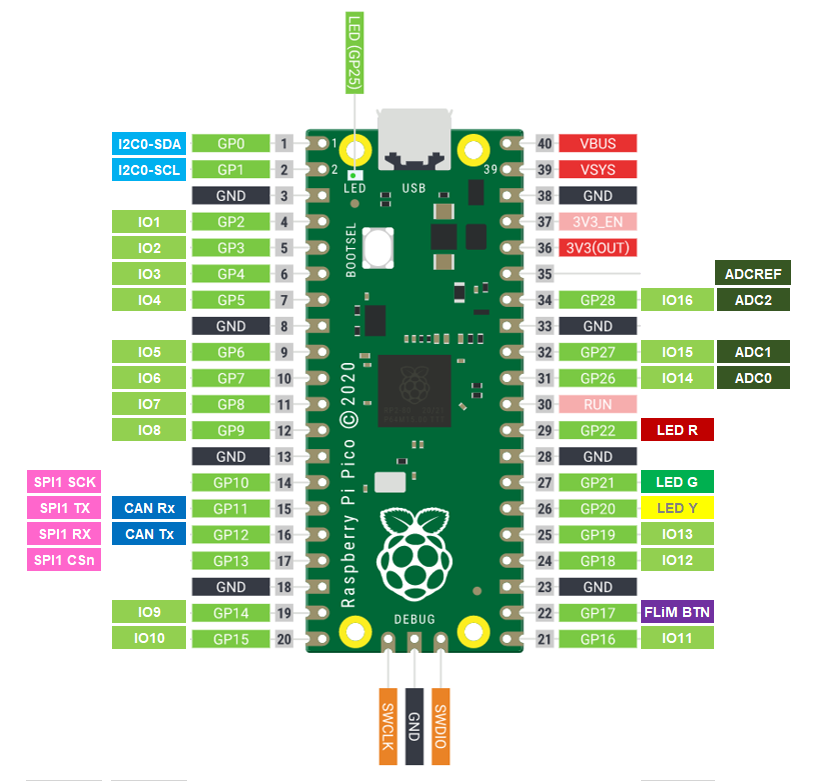 LED (GP25)
I2C0-SDA GP0 1 1 40 VBUS
I2C0-SCL GP1 2 2 39 39 VSYS
LED USB
GND 3 38 GND
IO1 GP2 4 37 3V3_EN
IO2 GP3 5 36 3V3(OUT)
BOOTSEL
IO3 GP4 6 35 ADCREF
IO4 GP5 7 34 GP28 IO16 ADC2
GND 8 33 GND
IO5 GP6 9 32 GP27 IO15 ADC1
IO6 GP7 10 31 GP26 IO14 ADC0
IO7 GP8 11 30 RUN
IO8 GP9 12 29 GP22 LED R
GND 13 28 GND
Raspberry Pi Pico © 2020
SPI1 SCK GP10 14 27 GP21 LED G
SPI1 TX CAN Rx GP11 15 26 GP20 LED Y
SPI1 RX CAN Tx GP12 16 25 GP19 IO13
SPI1 CSn GP13 17 24 GP18 IO12
GND 18 23 GND
IO9 GP14 19 22 GP17 FLiM BTN
DEBUG
IO10 GP15 20 21 GP16 IO11
SWCLK GND SWDIO